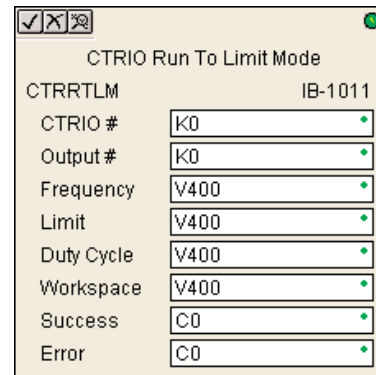 CTRIO Run To Limit Mode
CTRRTLM IB-1011
CTRIO # K0
Output # K0
Frequency V400
Limit V400
Duty Cycle V400
Workspace V400
Success C0
Error C0